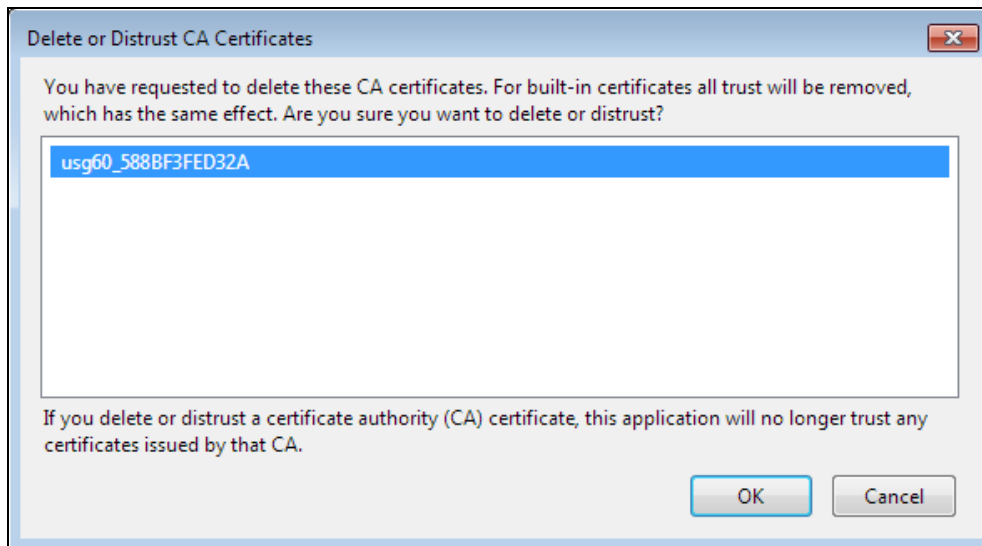 Delete or Distrust CA Certificates
You have requested to delete these CA certificates. For built-in certificates all trust will be removed,
which has the same effect. Are you sure you want to delete or distrust?
usg60_588BF3FED32A
If you delete or distrust a certificate authority (CA) certificate, this application will no longer trust any
certificates issued by that CA.
OK
Cancel